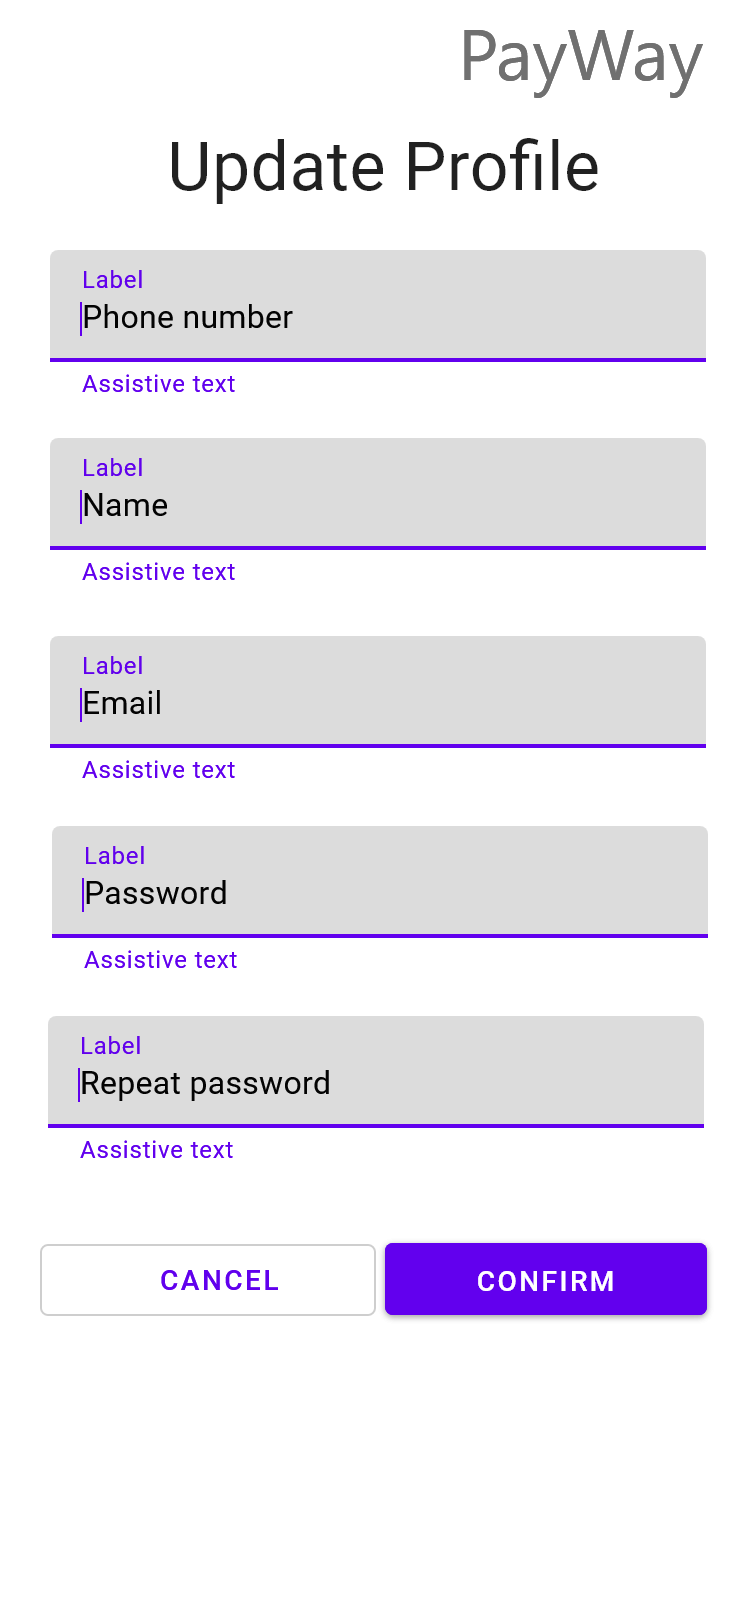 PayWay
Update Profile
Label
Phone number
Assistive text
Label
Name
Assistive text
Label
Email
Assistive text
Label
Password
Assistive text
Label
Repeat password
Assistive text
CANCEL
CONFIRM